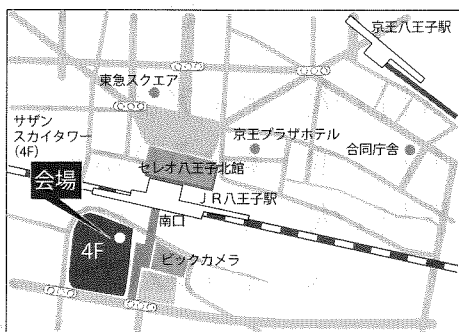 京王八王子駅
東急スクエア
サザン
スカイタワー
(4F)
京王プラザホテル
合同庁舎
セレオ八王子北館
会場
JR八王子駅
南口
4F
ビックカメラ